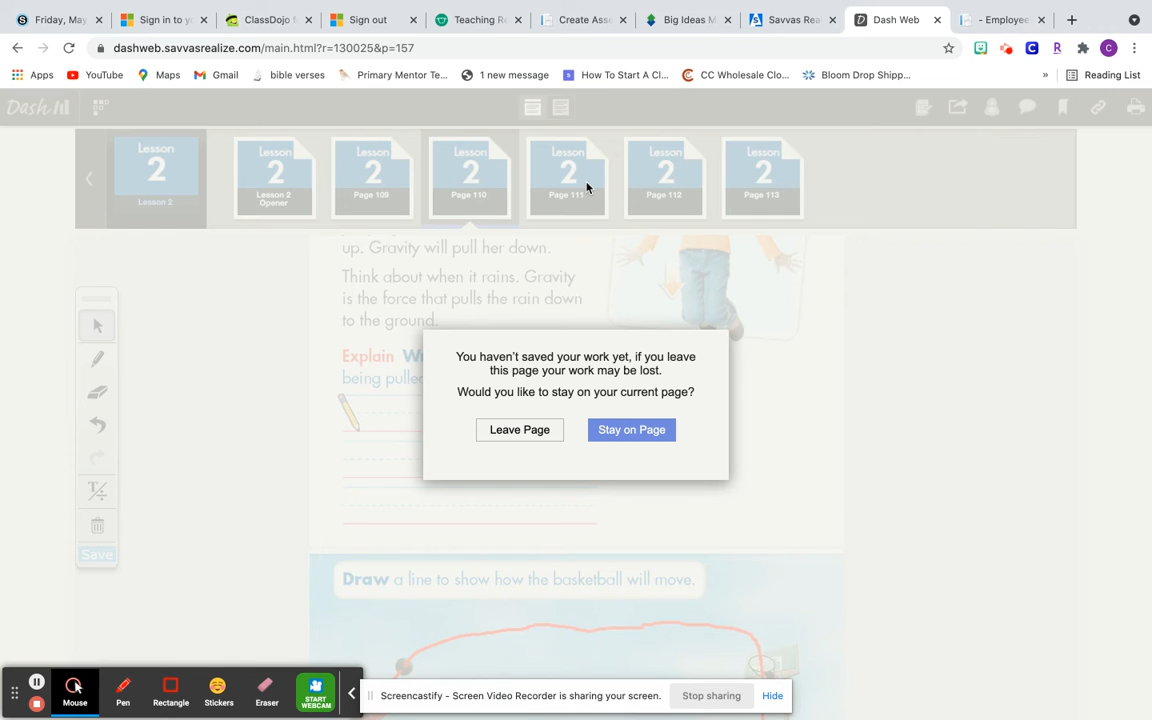 Friday, May
Sign in to yo
ClassDojo f
Sign out
Teaching Re
Create Asse
Big Ideas M
Savvas Real
Dash Web
- Employee
dashweb.savvasrealize.com/main.html?r=130025&p=157
Apps
YouTube
Maps
Gmail
bible verses
Primary Mentor Te...
1 new message
How To Start A Cl...
CC Wholesale Clo...
Bloom Drop Shipp...
»
Reading List
Dash
Lesson
2
Lesson 2
Lesson
2
Lesson 2
Opener
Lesson
2
Page 109
Lesson
2
Page 110
Lesson
2
Page 111
Lesson
2
Page 112
Lesson
2
Page 113
up. Gravity will pull her down.
Think about when it rains. Gravity
is the force that pulls the rain down
to the ground.
Explain Wr
being pulle
You haven't saved your work yet, if you leave
this page your work may be lost.
Would you like to stay on your current page?
Leave Page
Stay on Page
Save
Draw a line to show how the basketball will move.
Mouse
Pen
Rectangle
Stickers
Eraser
START
WEBCAM
Screencastify - Screen Video Recorder is sharing your screen.
Stop sharing
Hide